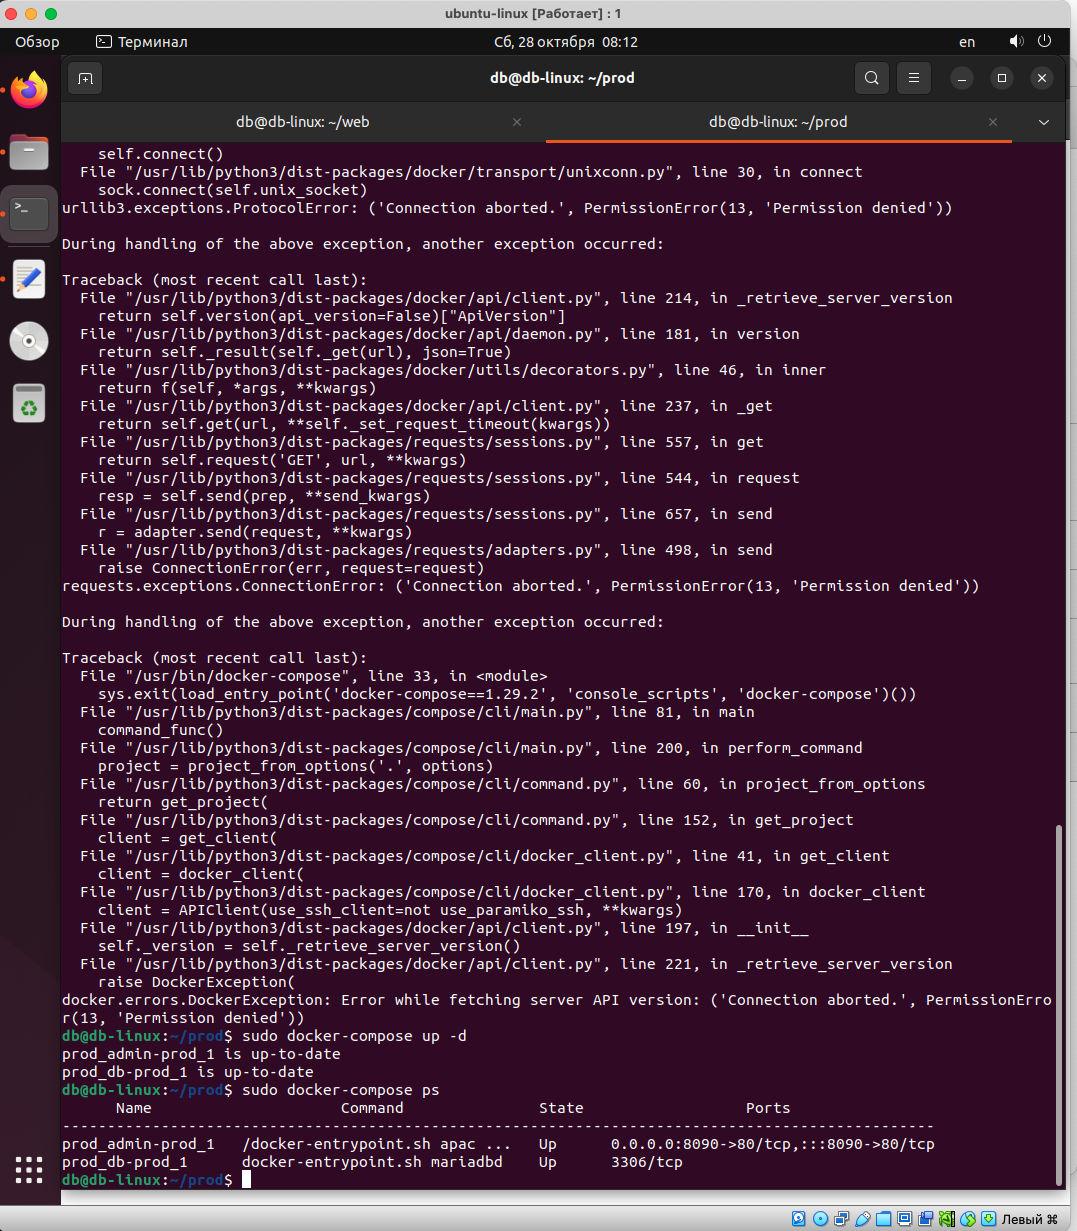 ubuntu-linux [Работает] : 1
Обзор
Терминал
Сб, 28 октября 08:12
en
db@db-linux: ~/prod
db@db-linux: ~/web
db@db-linux: ~/prod
    self.connect()
  File "/usr/lib/python3/dist-packages/docker/transport/unixconn.py", line 30, in connect
    sock.connect(self.unix_socket)
urllib3.exceptions.ProtocolError: ('Connection aborted.', PermissionError(13, 'Permission denied'))
During handling of the above exception, another exception occurred:
Traceback (most recent call last):
  File "/usr/lib/python3/dist-packages/docker/api/client.py", line 214, in _retrieve_server_version
    return self.version(api_version=False)["ApiVersion"]
  File "/usr/lib/python3/dist-packages/docker/api/daemon.py", line 181, in version
    return self._result(self._get(url), json=True)
  File "/usr/lib/python3/dist-packages/docker/utils/decorators.py", line 46, in inner
    return f(self, *args, **kwargs)
  File "/usr/lib/python3/dist-packages/docker/api/client.py", line 237, in _get
    return self.get(url, **self._set_request_timeout(kwargs))
  File "/usr/lib/python3/dist-packages/requests/sessions.py", line 557, in get
    return self.request('GET', url, **kwargs)
  File "/usr/lib/python3/dist-packages/requests/sessions.py", line 544, in request
    resp = self.send(prep, **send_kwargs)
  File "/usr/lib/python3/dist-packages/requests/sessions.py", line 657, in send
    r = adapter.send(request, **kwargs)
  File "/usr/lib/python3/dist-packages/requests/adapters.py", line 498, in send
    raise ConnectionError(err, request=request)
requests.exceptions.ConnectionError: ('Connection aborted.', PermissionError(13, 'Permission denied'))
During handling of the above exception, another exception occurred:
Traceback (most recent call last):
  File "/usr/bin/docker-compose", line 33, in <module>
    sys.exit(load_entry_point('docker-compose==1.29.2', 'console_scripts', 'docker-compose')())
  File "/usr/lib/python3/dist-packages/compose/cli/main.py", line 81, in main
    command_func()
  File "/usr/lib/python3/dist-packages/compose/cli/main.py", line 200, in perform_command
    project = project_from_options('.', options)
  File "/usr/lib/python3/dist-packages/compose/cli/command.py", line 60, in project_from_options
    return get_project(
  File "/usr/lib/python3/dist-packages/compose/cli/command.py", line 152, in get_project
    client = get_client(
  File "/usr/lib/python3/dist-packages/compose/cli/docker_client.py", line 41, in get_client
    client = docker_client(
  File "/usr/lib/python3/dist-packages/compose/cli/docker_client.py", line 170, in docker_client
    client = APIClient(use_ssh_client=not use_paramiko_ssh, **kwargs)
  File "/usr/lib/python3/dist-packages/docker/api/client.py", line 197, in __init__
    self._version = self._retrieve_server_version()
  File "/usr/lib/python3/dist-packages/docker/api/client.py", line 221, in _retrieve_server_version
    raise DockerException(
docker.errors.DockerException: Error while fetching server API version: ('Connection aborted.', PermissionErro
r(13, 'Permission denied'))
db@db-linux:~/prod$ sudo docker-compose up -d
prod_admin-prod_1 is up-to-date
prod_db-prod_1 is up-to-date
db@db-linux:~/prod$ sudo docker-compose ps
      Name                     Command               State                  Ports
-------------------------------------------------------------------------------------------------
prod_admin-prod_1   /docker-entrypoint.sh apac ...   Up      0.0.0.0:8090->80/tcp,:::8090->80/tcp
prod_db-prod_1      docker-entrypoint.sh mariadbd    Up      3306/tcp
db@db-linux:~/prod$
Левый ⌘